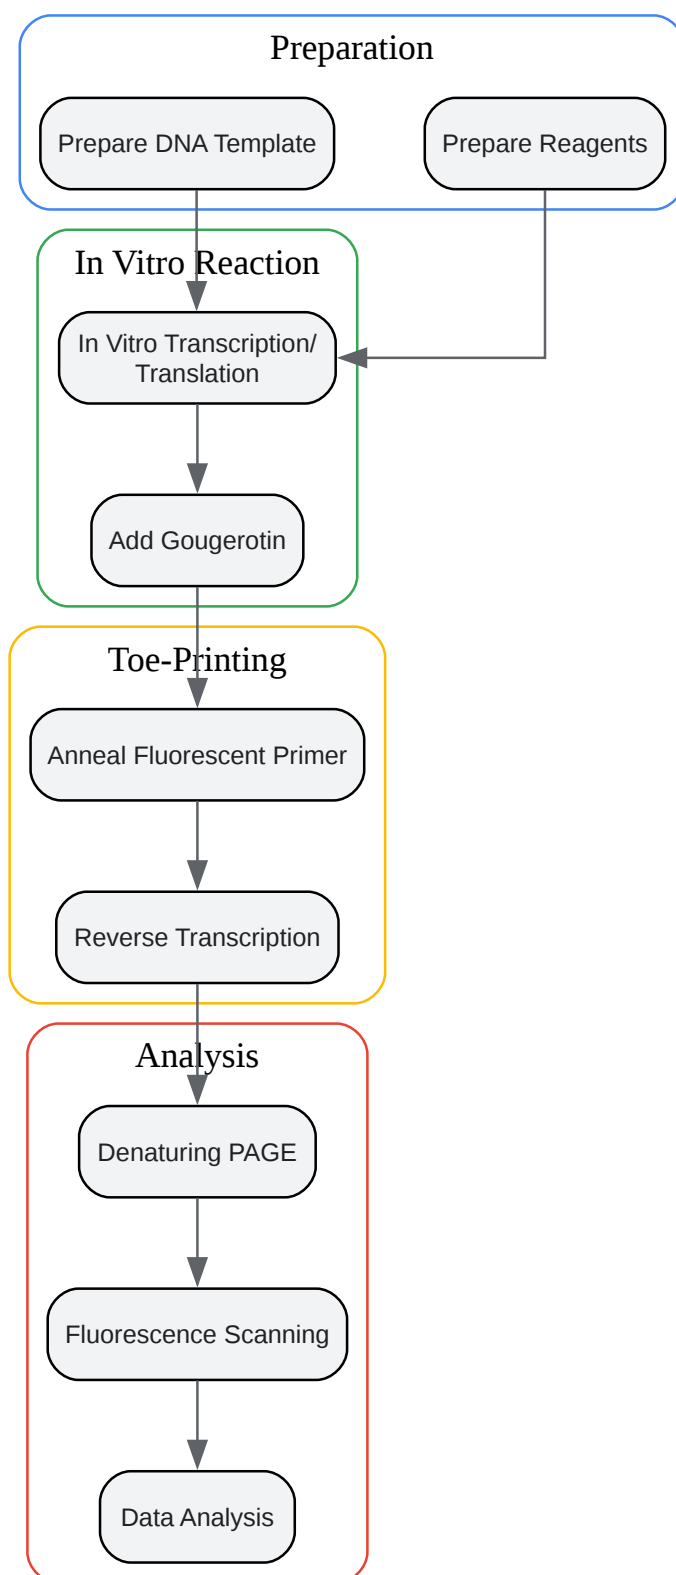 Preparation
Prepare DNA Template
Prepare Reagents
In Vitro Reaction
In Vitro Transcription/
Translation
Add Gougerotin
Toe-Printing
Anneal Fluorescent Primer
Reverse Transcription
Analysis
Denaturing PAGE
Fluorescence Scanning
Data Analysis